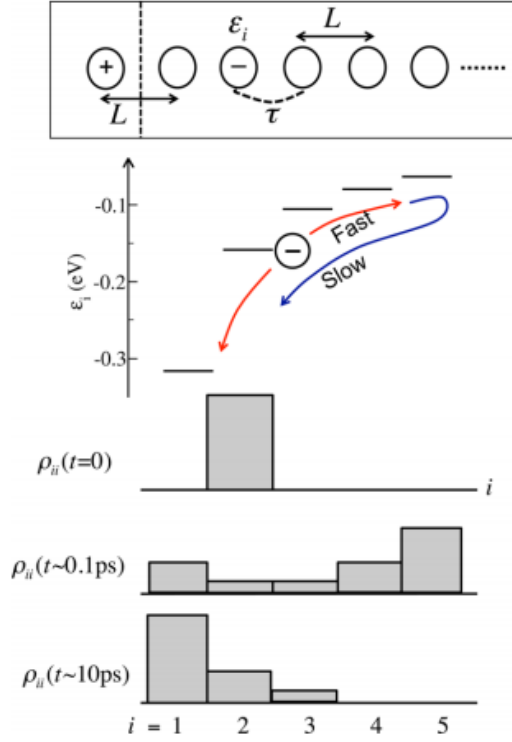 ε_i
L
+
−
L
τ
ε_i (eV)
-0.1
-0.2
-0.3
−
Fast
Slow
ρ_ii(t=0)
i
ρ_ii(t~0.1ps)
ρ_ii(t~10ps)
i = 1 2 3 4 5